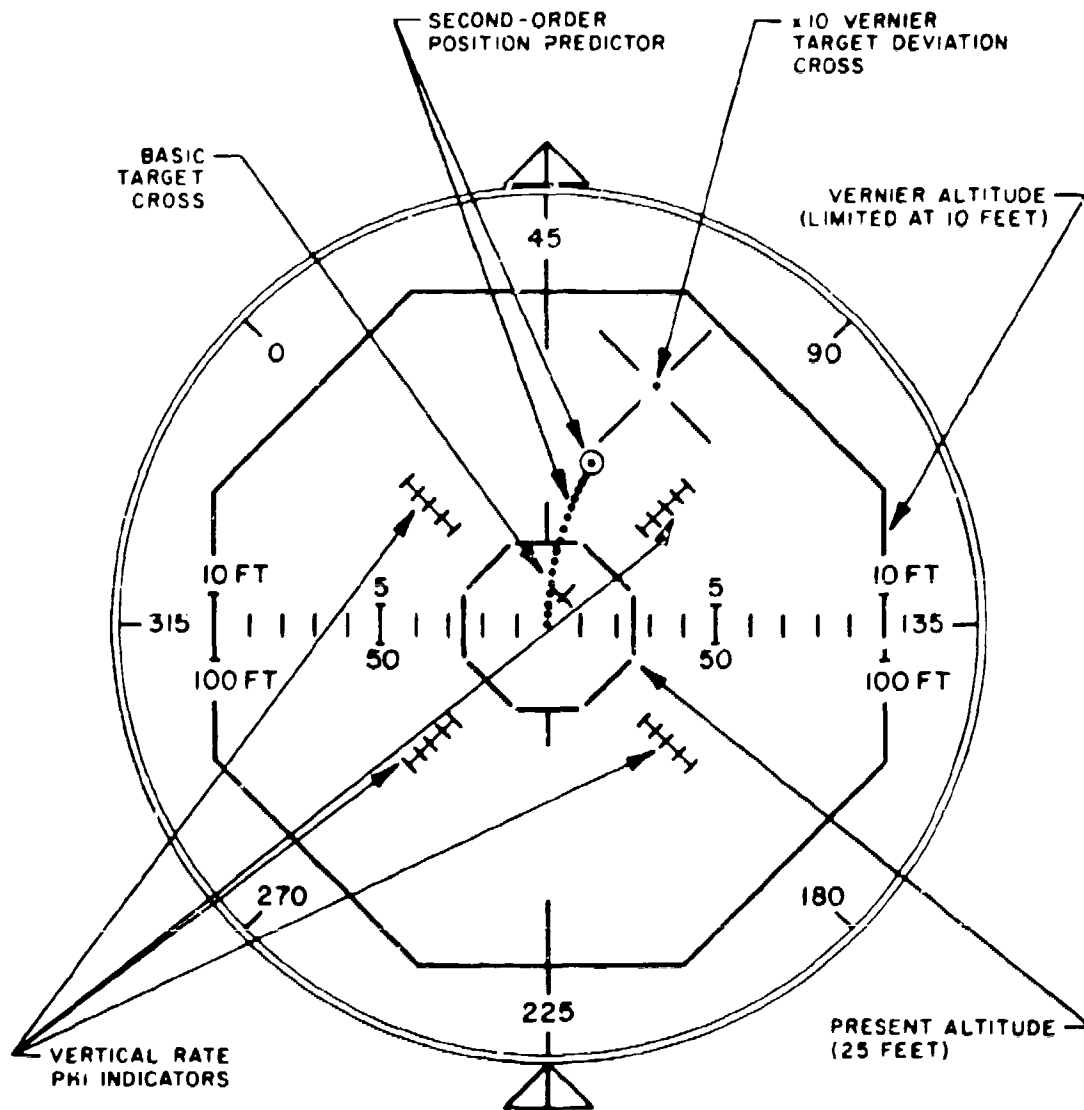 SECOND-ORDER
POSITION PREDICTOR
x10 VERNIER
TARGET DEVIATION
CROSS
BASIC
TARGET
CROSS
VERNIER ALTITUDE
(LIMITED AT 10 FEET)
45
0
90
10 FT
5
5
10 FT
315
135
100 FT
50
50
100 FT
270
180
225
VERTICAL RATE
PHI INDICATORS
PRESENT ALTITUDE
(25 FEET)